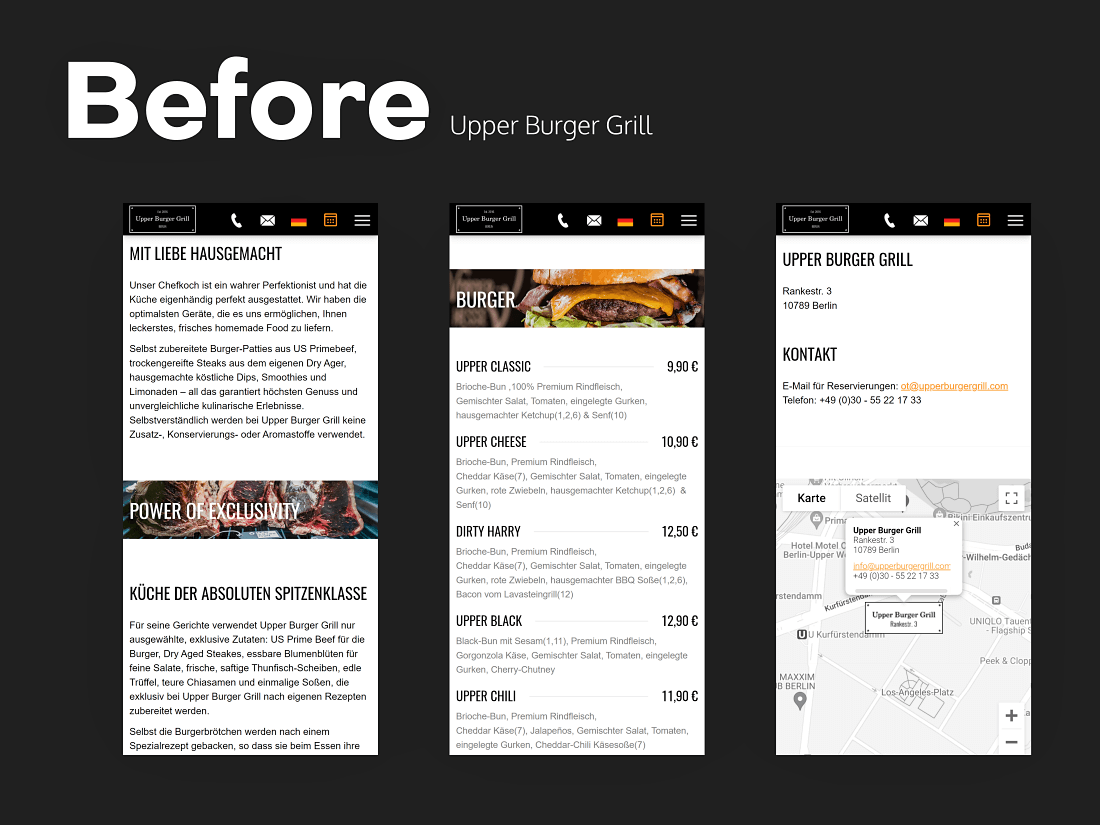 Before
Upper Burger Grill
Upper Burger Grill
BERLIN
MIT LIEBE HAUSGEMACHT
Unser Chefkoch ist ein wahrer Perfektionist und hat die
Küche eigenhändig perfekt ausgestattet. Wir haben die
optimalsten Geräte, die es uns ermöglichen, Ihnen
leckerstes, frisches homemade Food zu liefern.
Selbst zubereitete Burger-Patties aus US Primebeef,
trockengereifte Steaks aus dem eigenen Dry Ager,
hausgemachte köstliche Dips, Smoothies und
Limonaden – all das garantiert höchsten Genuss und
unvergleichliche kulinarische Erlebnisse.
Selbstverständlich werden bei Upper Burger Grill keine
Zusatz-, Konservierungs- oder Aromastoffe verwendet.
POWER OF EXCLUSIVITY
KÜCHE DER ABSOLUTEN SPITZENKLASSE
Für seine Gerichte verwendet Upper Burger Grill nur
ausgewählte, exklusive Zutaten: US Prime Beef für die
Burger, Dry Aged Steakes, essbare Blumenblüten für
feine Salate, frische, saftige Thunfisch-Scheiben, edle
Trüffel, teure Chiasamen und einmalige Soßen, die
exklusiv bei Upper Burger Grill nach eigenen Rezepten
zubereitet werden.
Selbst die Burgerbrötchen werden nach einem
Spezialrezept gebacken, so dass sie beim Essen ihre
Upper Burger Grill
BERLIN
BURGER
UPPER CLASSIC 9,90 €
Brioche-Bun ,100% Premium Rindfleisch,
Gemischter Salat, Tomaten, eingelegte Gurken,
hausgemachter Ketchup(1,2,6) & Senf(10)
UPPER CHEESE 10,90 €
Brioche-Bun, Premium Rindfleisch,
Cheddar Käse(7), Gemischter Salat, Tomaten, eingelegte
Gurken, rote Zwiebeln, hausgemachter Ketchup(1,2,6) &
Senf(10)
DIRTY HARRY 12,50 €
Brioche-Bun, Premium Rindfleisch,
Cheddar Käse(7), Gemischter Salat, Tomaten, eingelegte
Gurken, rote Zwiebeln, hausgemachter BBQ Soße(1,2,6),
Bacon vom Lavasteingrill(12)
UPPER BLACK 12,90 €
Black-Bun mit Sesam(1,11), Premium Rindfleisch,
Gorgonzola Käse, Gemischter Salat, Tomaten, eingelegte
Gurken, Cherry-Chutney
UPPER CHILI 11,90 €
Brioche-Bun, Premium Rindfleisch,
Cheddar Käse(7), Jalapeños, Gemischter Salat, Tomaten,
eingelegte Gurken, Cheddar-Chili Käsesoße(7)
Upper Burger Grill
BERLIN
UPPER BURGER GRILL
Rankestr. 3
10789 Berlin
KONTAKT
E-Mail für Reservierungen: ot@upperburgergrill.com
Telefon: +49 (0)30 - 55 22 17 33
Karte Satellit
Prima
Bikini Einkaufszentru
Hotel Motel O
Berlin-Upper W
Upper Burger Grill
Rankestr. 3
10789 Berlin
info@upperburgergrill.com
+49 (0)30 - 55 22 17 33
Buda
-Wilhelm-Gedäch
rstendamm
Kurfürstendamm
Upper Burger Grill
Rankestr. 3
UNIQLO Tauent
- Flagship S
U Kurfürstendamm
Peek & Clopp
MAXXIM
UB BERLIN
Los-Angeles-Platz